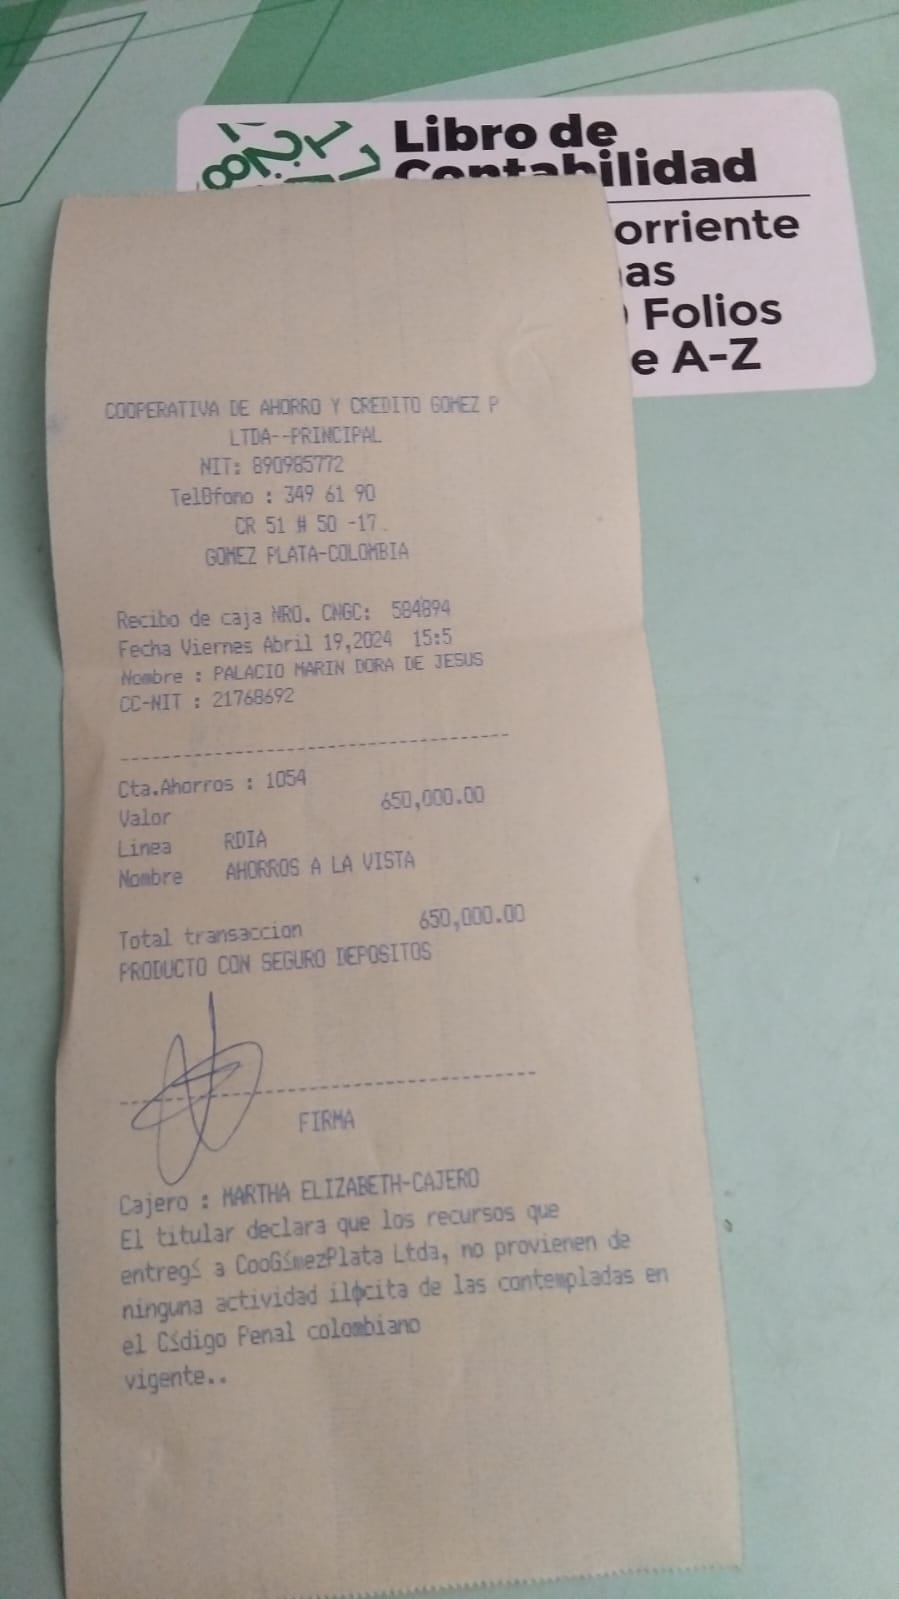 Libro de
Contabilidad
orriente
as
Folios
e A-Z
COOPERATIVA DE AHORRO Y CREDITO GOMEZ P
LTDA--PRINCIPAL
NIT: 890985772
Tel0fono : 349 61 90
CR 51 # 50 -17.
GOMEZ PLATA-COLOMBIA
Recibo de caja NRO. CNGC: 584894
Fecha Viernes Abril 19,2024 15:5
Nombre : PALACIO MARIN DORA DE JESUS
CC-NIT : 21768692
---------------------------------------
Cta.Ahorros : 1054
Valor 650,000.00
Linea RDIA
Nombre AHORROS A LA VISTA
Total transaccion 650,000.00
PRODUCTO CON SEGURO DEPOSITOS
---------------------------------------
FIRMA
Cajero : MARTHA ELIZABETH-CAJERO
El titular declara que los recursos que
entregś a CooGśmezPlata Ltda, no provienen de
ninguna actividad ilφcita de las contempladas en
el Cśdigo Penal colombiano
vigente..